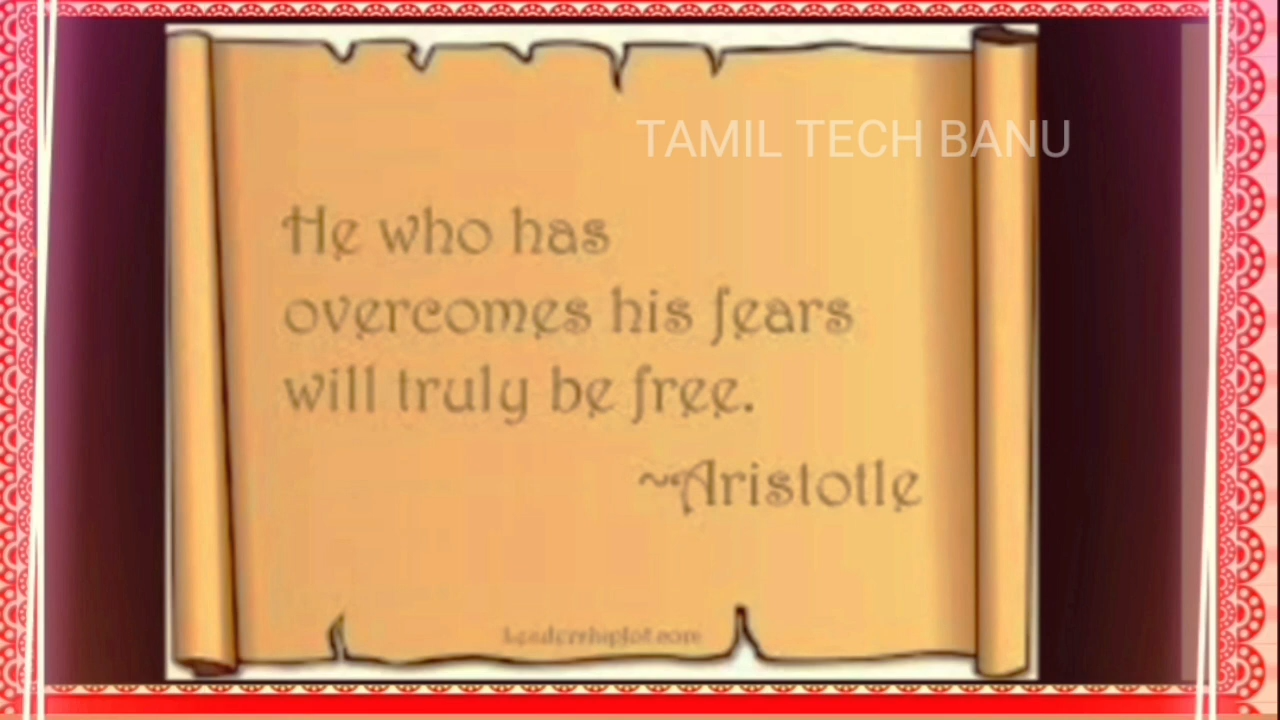 TAMIL TECH BANU
He who has
overcomes his fears
will truly be free.
~Aristotle